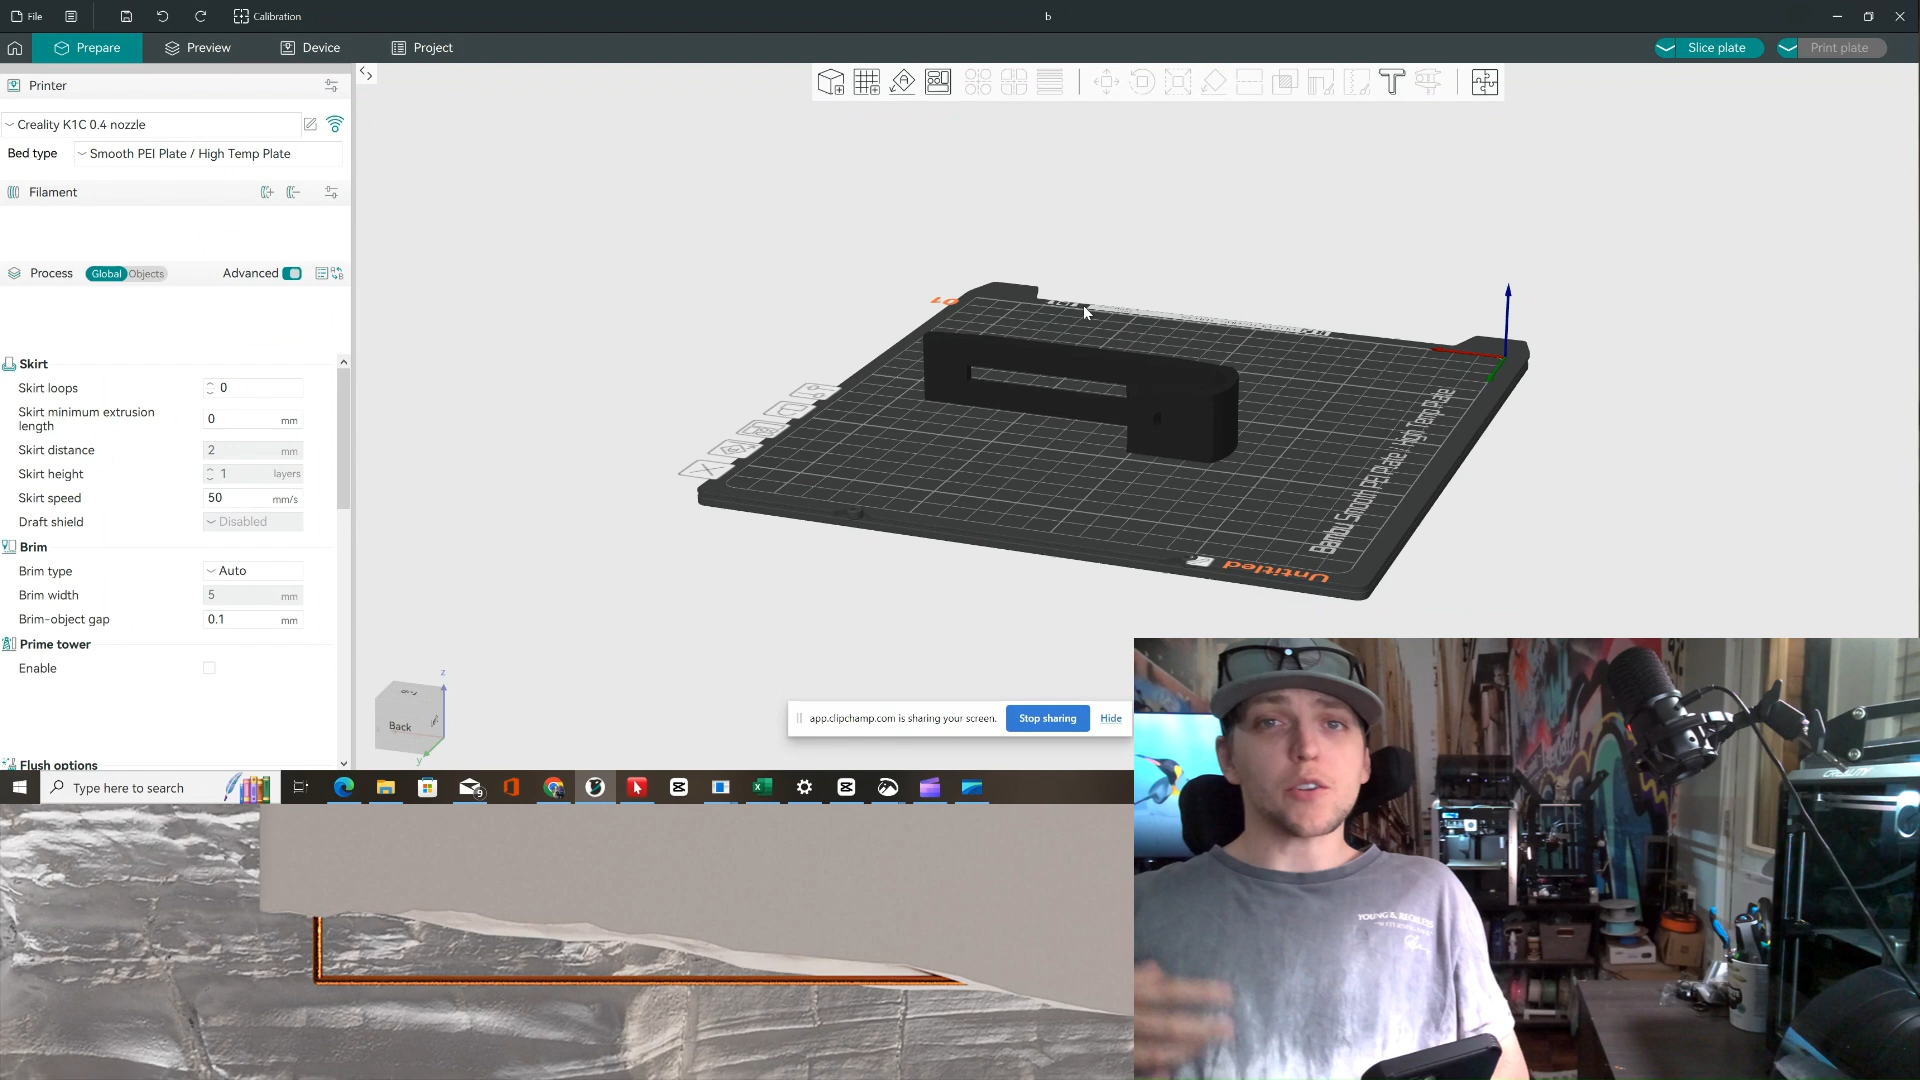 File
Calibration
b
Prepare
Preview
Device
Project
Slice plate
Print plate
Printer
Creality K1C 0.4 nozzle
Bed type
Smooth PEI Plate / High Temp Plate
Filament
Process
Global
Objects
Advanced
Skirt
Skirt loops
0
Skirt minimum extrusion
length
0
mm
Skirt distance
2
mm
Skirt height
1
layers
Skirt speed
50
mm/s
Draft shield
Disabled
Brim
Brim type
Auto
Brim width
5
mm
Brim-object gap
0.1
mm
Prime tower
Enable
Flush options
01
Bambu Smooth PEI Plate / High Temp Plate
Untitled
z
Back
y
app.clipchamp.com is sharing your screen.
Stop sharing
Hide
Type here to search
9
YOUNG & RECKLESS
CREALITY